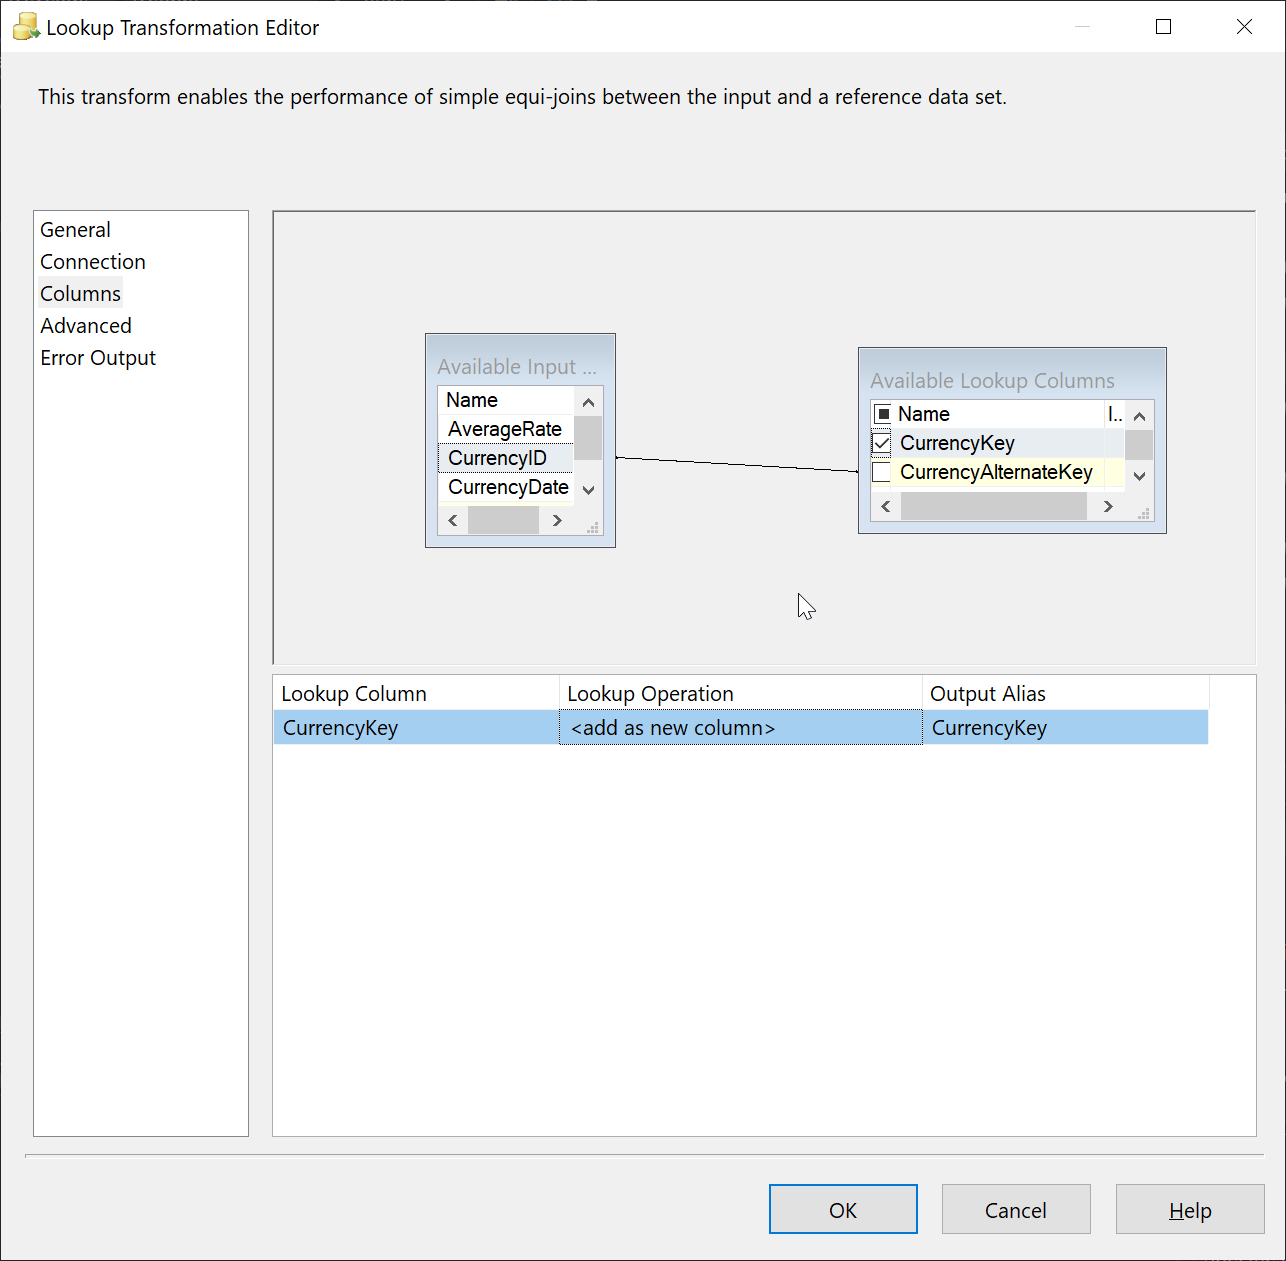 Lookup Transformation Editor
This transform enables the performance of simple equi-joins between the input and a reference data set.
General
Connection
Columns
Advanced
Error Output
Available Input ...
Name
AverageRate
CurrencyID
CurrencyDate
Available Lookup Columns
Name I..
CurrencyKey
CurrencyAlternateKey
Lookup Column Lookup Operation Output Alias
CurrencyKey <add as new column> CurrencyKey
OK Cancel Help